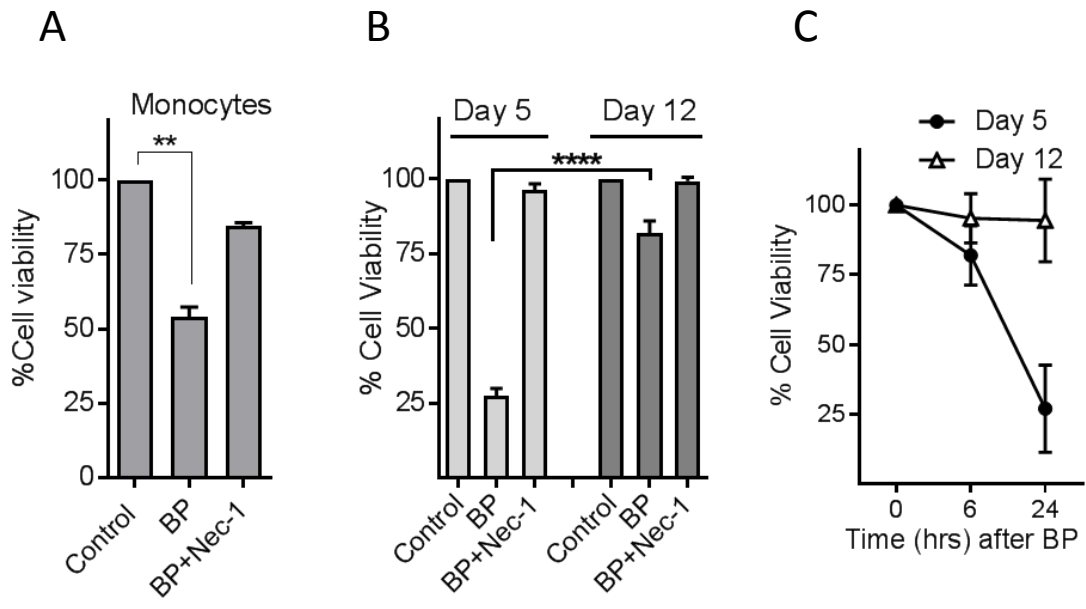 A
Monocytes
**
%Cell viability
100
75
50
25
0
Control
BP
BP+Nec-1
B
Day 5
Day 12
****
% Cell Viability
100
75
50
25
Control
BP
BP+Nec-1
Control
BP
BP+Nec-1
C
Day 5
Day 12
% Cell Viability
100
75
50
25
0 6 24
Time (hrs) after BP